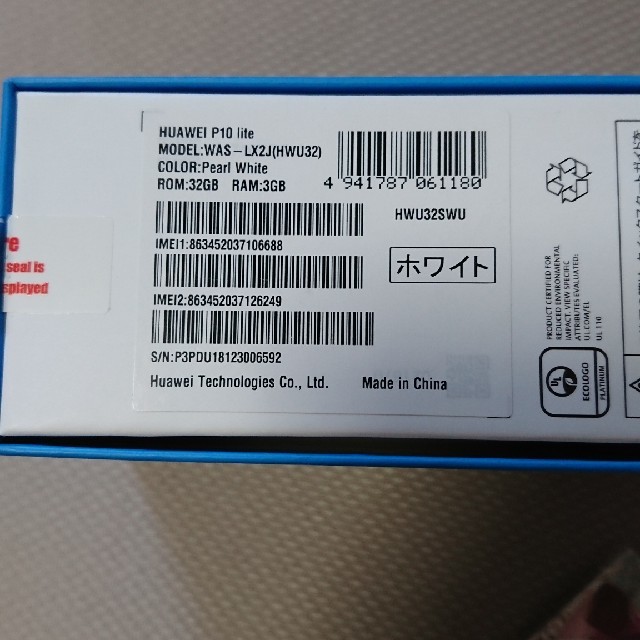 HUAWEI P10 lite
MODEL:WAS-LX2J(HWU32)
COLOR:Pearl White
ROM:32GB RAM:3GB
4 941787 061180
HWU32SWU
IMEI1:863452037106688
ホワイト
IMEI2:863452037126249
S/N:P3PDU18123006592
Huawei Technologies Co., Ltd. Made in China
re
seal is
splayed
PRODUCT CERTIFIED FOR
REDUCED ENVIRONMENTAL
IMPACT. VIEW SPECIFIC
ATTRIBUTES EVALUATED:
UL.COM/EL
UL 110
UL
ECOLOGO
PLATINUM